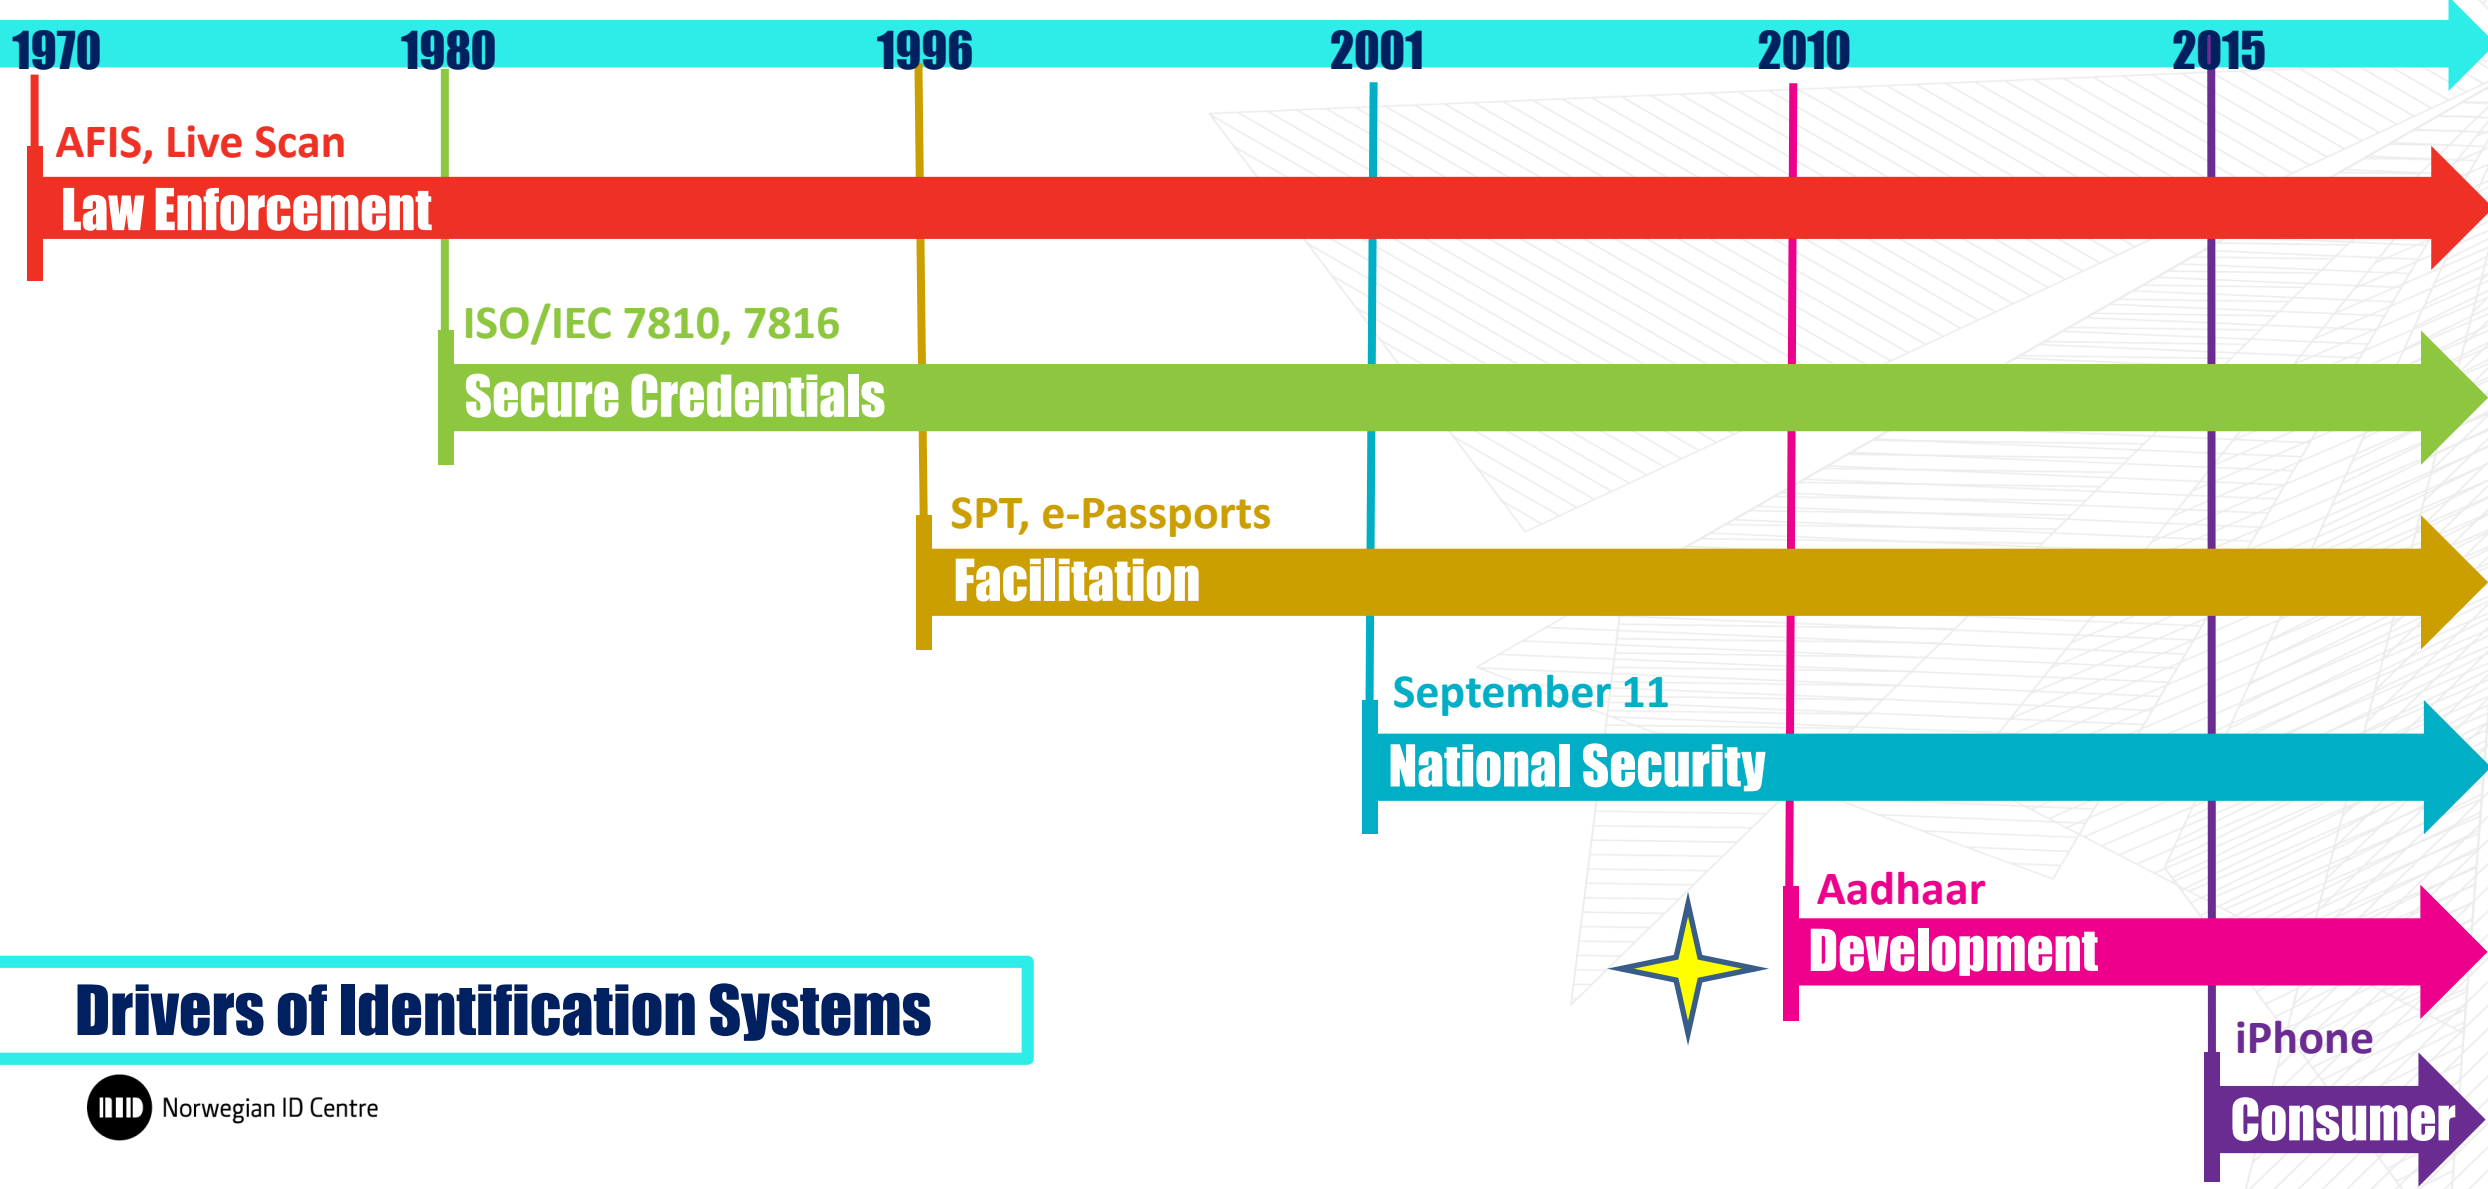 1970 1980 1996 2001 2010 2015
AFIS, Live Scan
Law Enforcement
ISO/IEC 7810, 7816
Secure Credentials
SPT, e-Passports
Facilitation
September 11
National Security
Aadhaar
Development
iPhone
Consumer
Drivers of Identification Systems
NID
Norwegian ID Centre